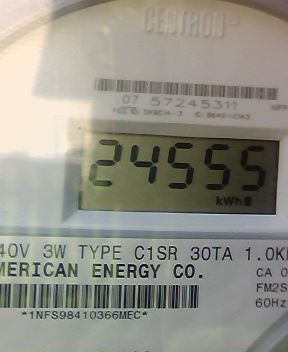 CENTRON®
07 57245311
24555
kWh
40V 3W TYPE C1SR 30TA 1.0K
MERICAN ENERGY CO.
CA 0
FM2S
60Hz
*1NFS98410366MEC*